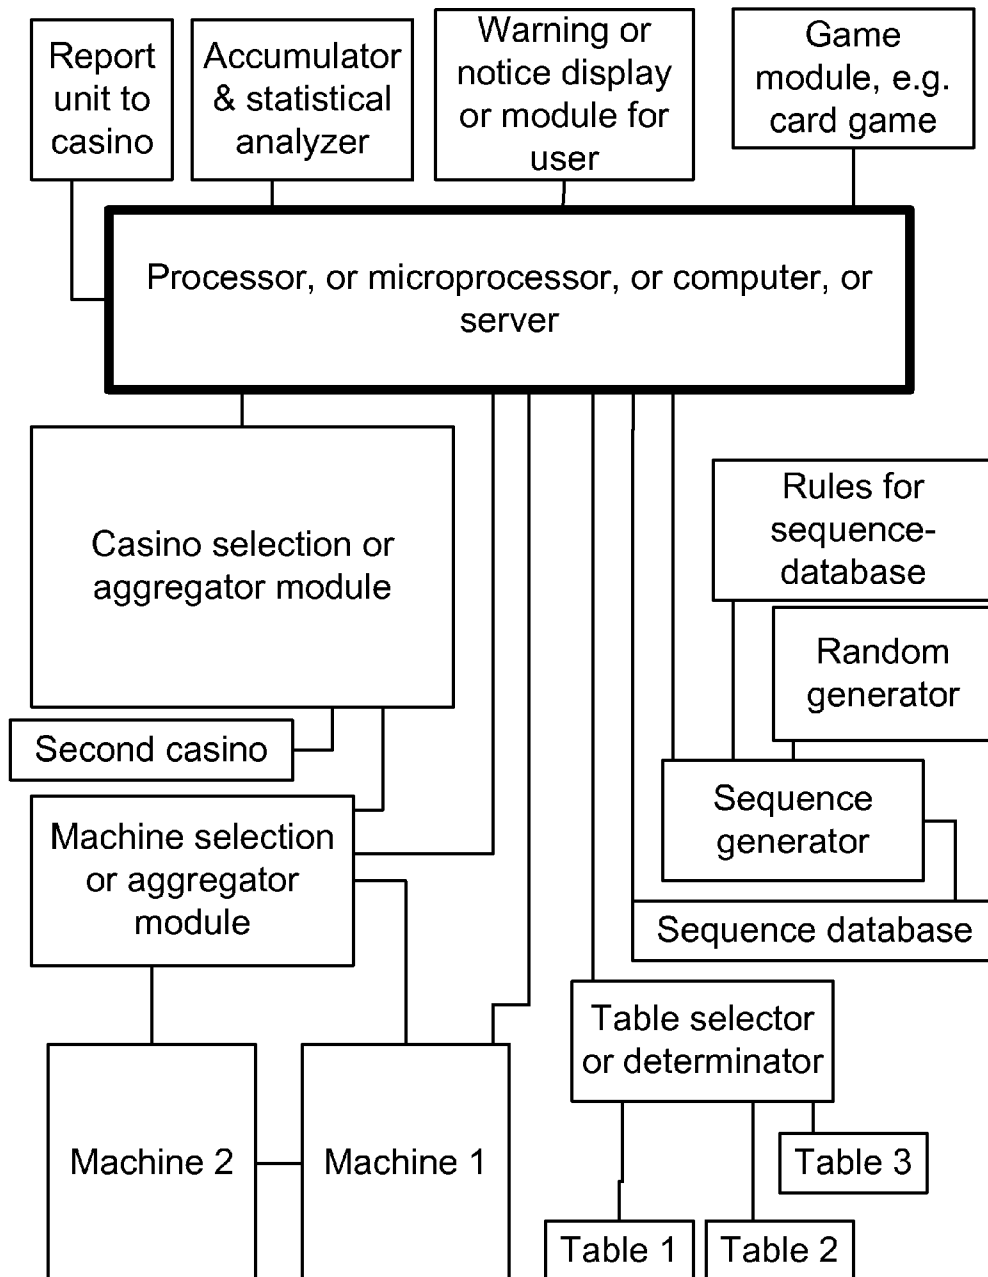 Report
unit to
casino
Accumulator
& statistical
analyzer
Warning or
notice display
or module for
user
Game
module, e.g.
card game
Processor, or microprocessor, or computer, or
server
Casino selection or
aggregator module
Rules for
sequence-
database
Random
generator
Second casino
Sequence
generator
Machine selection
or aggregator
module
Sequence database
Table selector
or determinator
Machine 2
Machine 1
Table 3
Table 1
Table 2